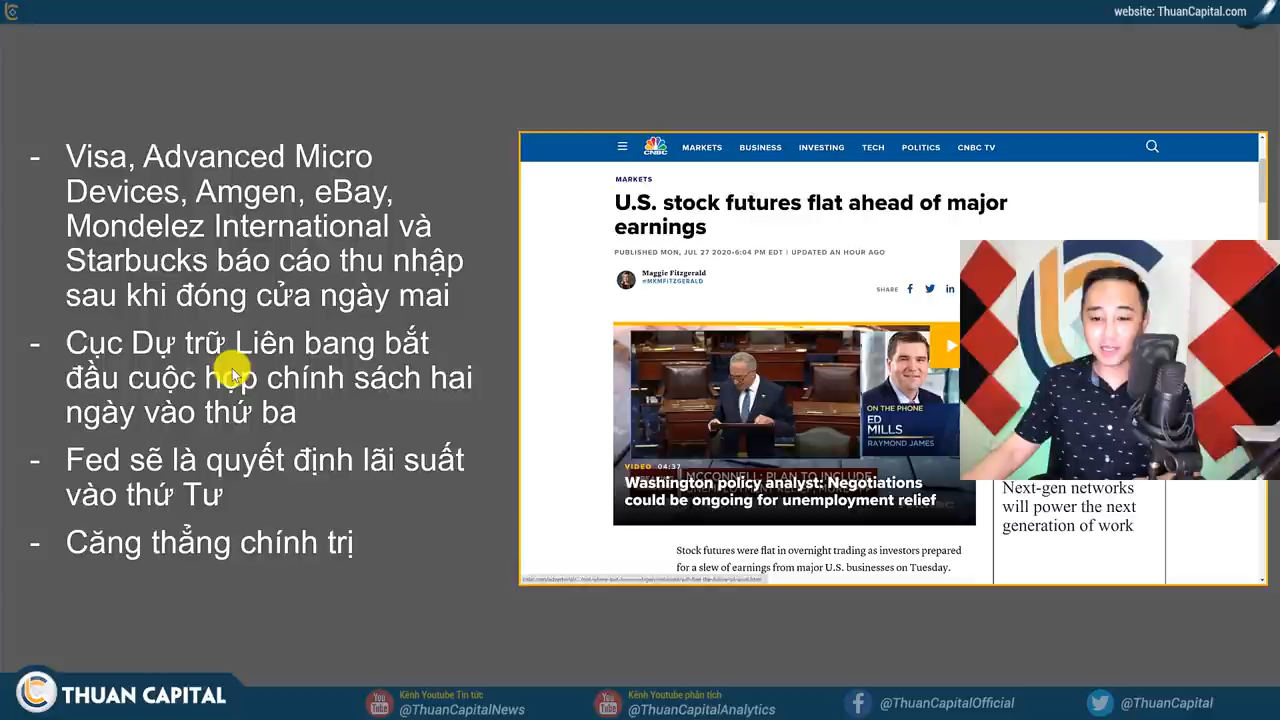 website: ThuanCapital.com
- Visa, Advanced Micro
Devices, Amgen, eBay,
Mondelez International và
Starbucks báo cáo thu nhập
sau khi đóng cửa ngày mai
- Cục Dự trữ Liên bang bắt
đầu cuộc họp chính sách hai
ngày vào thứ ba
- Fed sẽ là quyết định lãi suất
vào thứ Tư
- Căng thẳng chính trị
CNBC
MARKETS BUSINESS INVESTING TECH POLITICS CNBC TV
MARKETS
U.S. stock futures flat ahead of major
earnings
PUBLISHED MON, JUL 27 2020•6:04 PM EDT | UPDATED AN HOUR AGO
Maggie Fitzgerald
@MKMFITZGERALD
SHARE
ON THE PHONE
ED
MILLS
RAYMOND JAMES
VIDEO 04:37
MCCONNELL: PLAN TO INCLUDE
Washington policy analyst: Negotiations
could be ongoing for unemployment relief
Next-gen networks
will power the next
generation of work
Stock futures were flat in overnight trading as investors prepared
for a slew of earnings from major U.S. businesses on Tuesday.
THUAN CAPITAL
Kênh Youtube Tin tức
@ThuanCapitalNews
Kênh Youtube phân tích
@ThuanCapitalAnalytics
@ThuanCapitalOfficial
@ThuanCapital